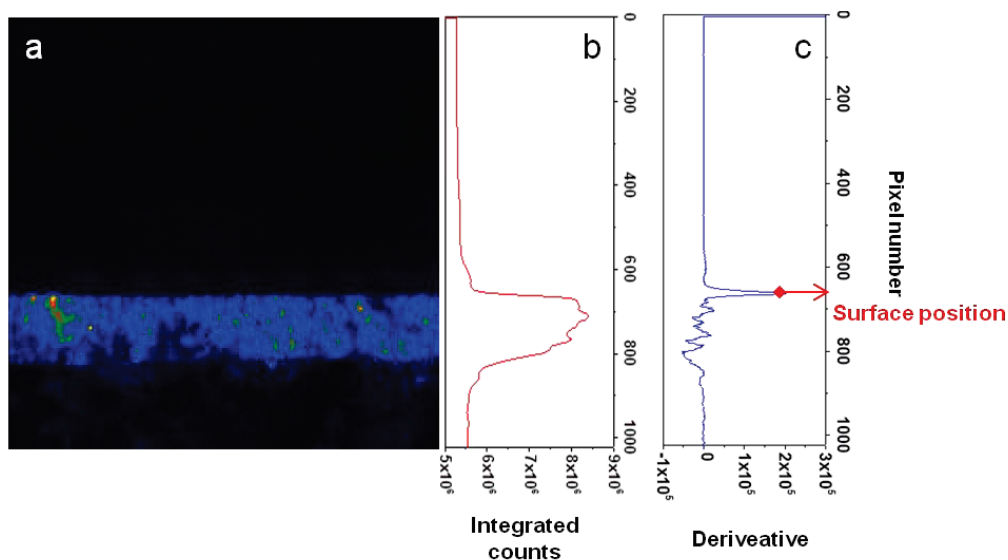 a
b
c
0
200
400
600
800
1000
5x10⁶
6x10⁶
7x10⁶
8x10⁶
9x10⁶
Integrated
counts
0
200
400
600
800
1000
-1x10⁵
0
1x10⁵
2x10⁵
3x10⁵
Deriveative
Pixel number
Surface position